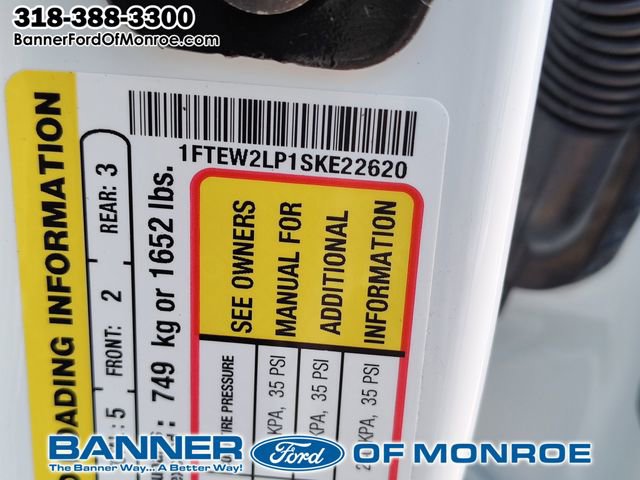 318-388-3300
BannerFordOfMonroe.com
1FTEW2LP1SKE22620
LOADING INFORMATION
: 5 FRONT: 2 REAR: 3
: 749 kg or 1652 lbs.
SEE OWNERS
MANUAL FOR
ADDITIONAL
INFORMATION
PRESSURE
KPA, 35 PSI
KPA, 35 PSI
KPA, 35 PSI
BANNER Ford OF MONROE
The Banner Way... A Better Way!